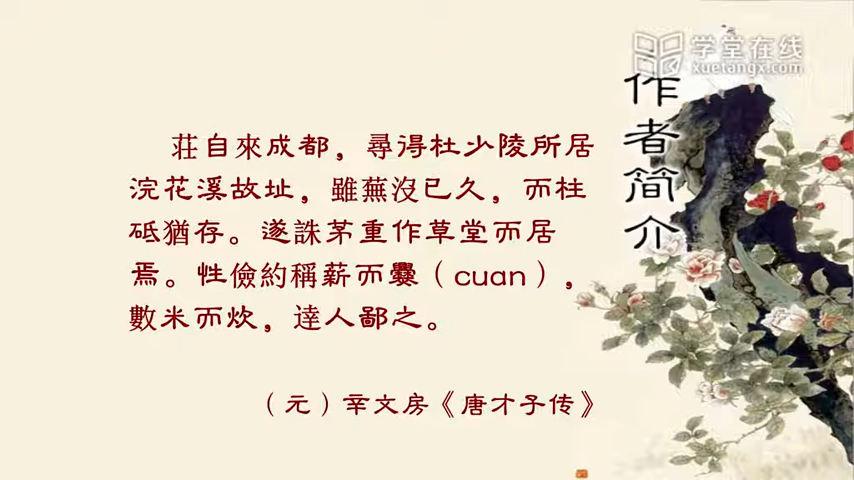 学堂在线
xuetangx.com
作者简介
荘自來成都，尋得杜少陵所居
浣花溪故址，雖蕪沒已久，而柱
砥猶存。遂誅茅重作草堂而居
焉。性儉約稱薪而爨（cuan），
數米而炊，達人鄙之。
（元）辛文房《唐才子传》